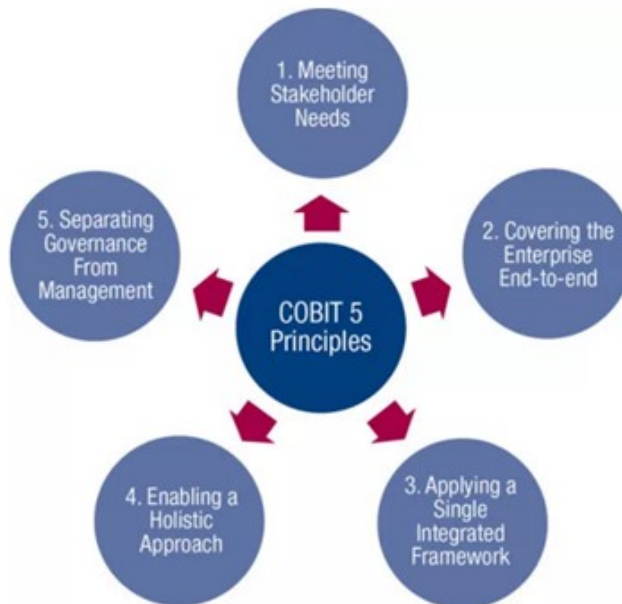 1. Meeting
Stakeholder
Needs
5. Separating
Governance
From
Management
2. Covering the
Enterprise
End-to-end
COBIT 5
Principles
4. Enabling a
Holistic
Approach
3. Applying a
Single
Integrated
Framework